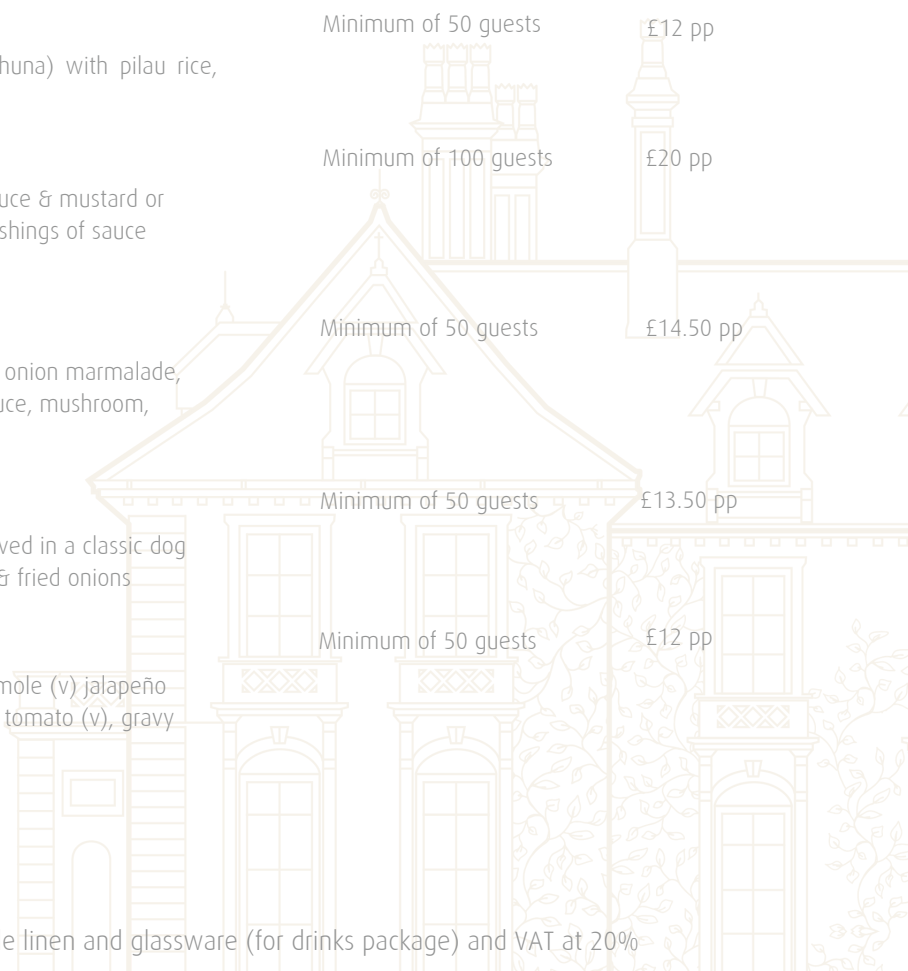 Minimum of 50 guests £12 pp
huna) with pilau rice,
Minimum of 100 guests £20 pp
uce & mustard or
shings of sauce
Minimum of 50 guests £14.50 pp
onion marmalade,
uce, mushroom,
Minimum of 50 guests £13.50 pp
ved in a classic dog
& fried onions
Minimum of 50 guests £12 pp
mole (v) jalapeño
tomato (v), gravy
e linen and glassware (for drinks package) and VAT at 20%